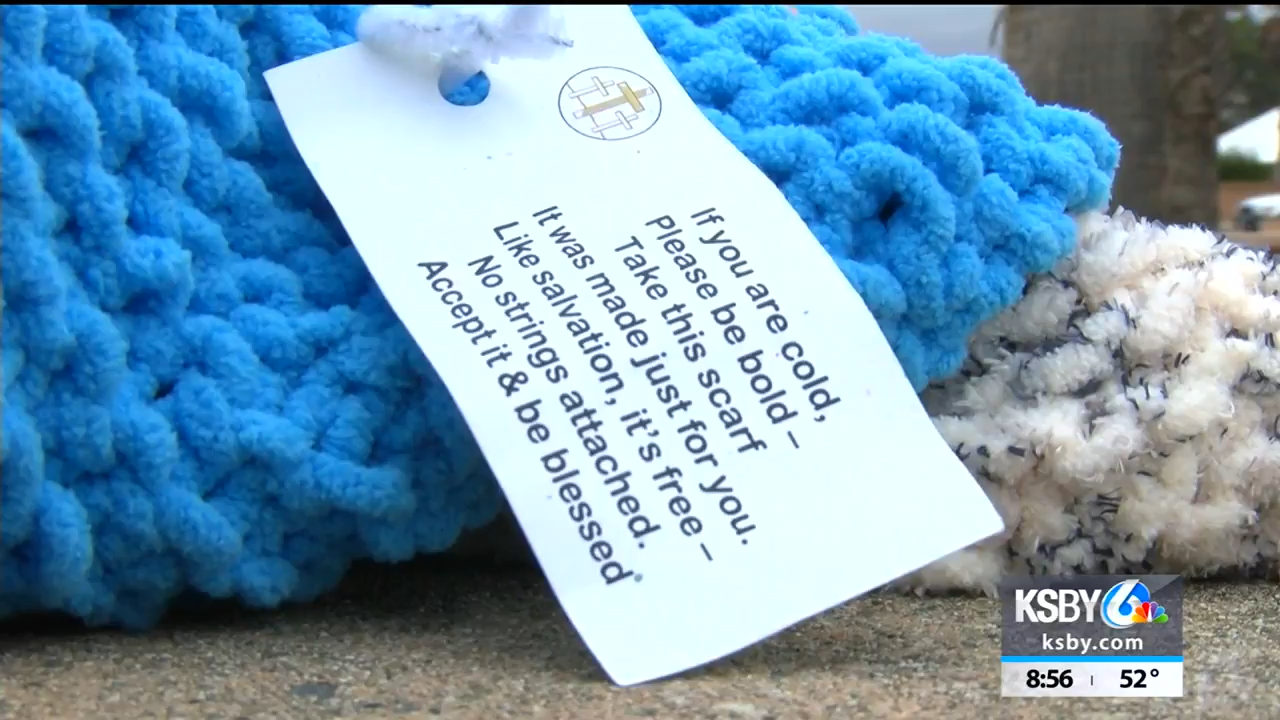 If you are cold,
Please be bold –
Take this scarf
It was made just for you.
Like salvation, it's free –
No strings attached.
Accept it & be blessed
KSBY 6
ksby.com
8:56 52°